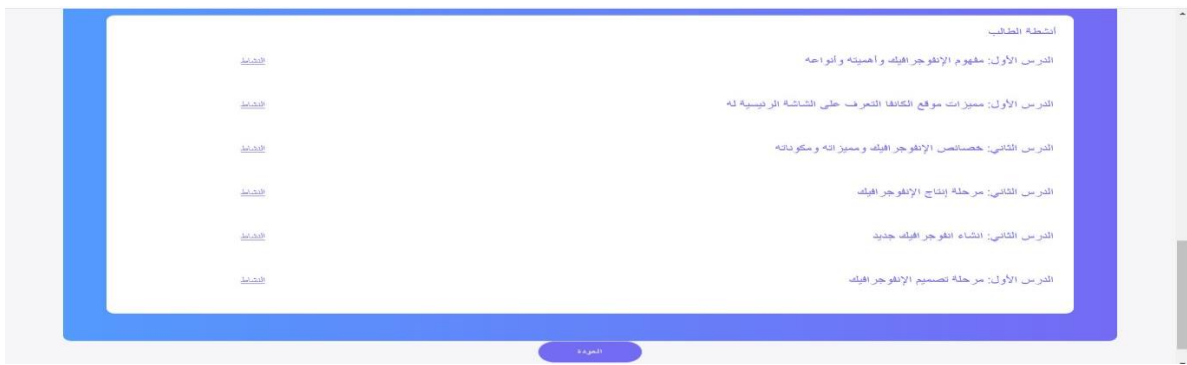 أنشطة الطالب
الدرس الأول: مفهوم الإنفوجرافيك وأهميته وأنواعه
النشاط
الدرس الأول: مميزات موقع الكانفا التعرف على الشاشة الرئيسية له
النشاط
الدرس الثاني: خصائص الإنفوجرافيك ومميزاته ومكوناته
النشاط
الدرس الثاني: مرحلة إنتاج الإنفوجرافيك
النشاط
الدرس الثاني: انشاء انفوجرافيك جديد
النشاط
الدرس الأول: مرحلة تصميم الإنفوجرافيك
النشاط
العودة